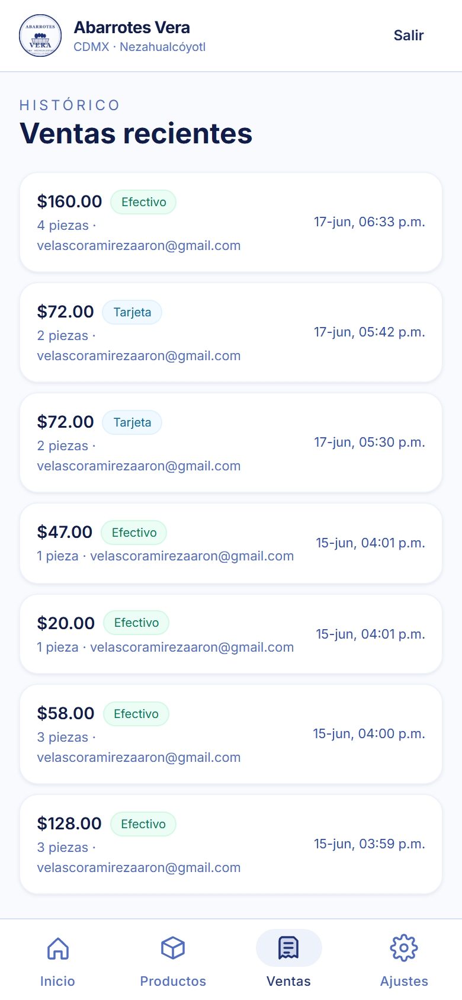 ABARROTES
VERA
Abarrotes Vera
CDMX · Nezahualcóyotl
Salir
HISTÓRICO
Ventas recientes
$160.00 Efectivo
4 piezas ·
velascoramirezaaron@gmail.com
17-jun, 06:33 p.m.
$72.00 Tarjeta
2 piezas ·
velascoramirezaaron@gmail.com
17-jun, 05:42 p.m.
$72.00 Tarjeta
2 piezas ·
velascoramirezaaron@gmail.com
17-jun, 05:30 p.m.
$47.00 Efectivo
1 pieza · velascoramirezaaron@gmail.com
15-jun, 04:01 p.m.
$20.00 Efectivo
1 pieza · velascoramirezaaron@gmail.com
15-jun, 04:01 p.m.
$58.00 Efectivo
3 piezas ·
velascoramirezaaron@gmail.com
15-jun, 04:00 p.m.
$128.00 Efectivo
3 piezas ·
velascoramirezaaron@gmail.com
15-jun, 03:59 p.m.
Inicio
Productos
Ventas
Ajustes